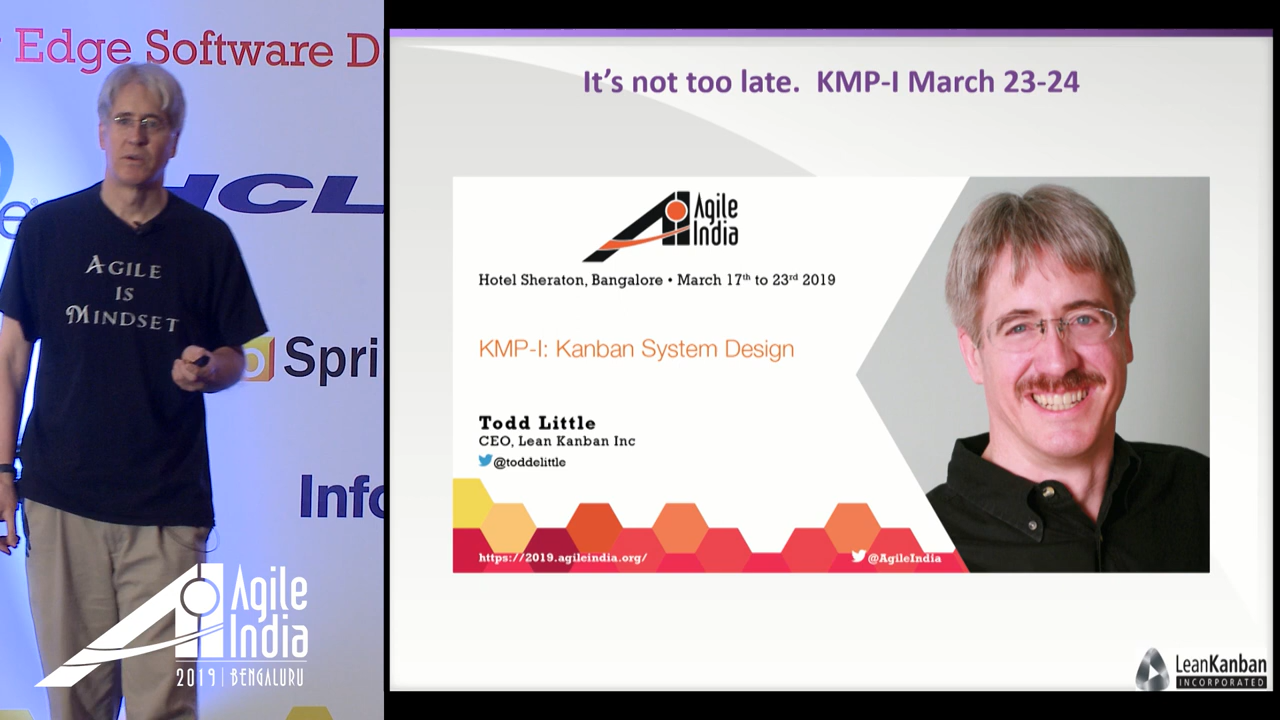 Edge Software D
HCL
AGILE
IS
MINDSET
Spri
Info
Agile
India
2019 | BENGALURU
It's not too late. KMP-I March 23-24
Agile
India
Hotel Sheraton, Bangalore • March 17th to 23rd 2019
KMP-I: Kanban System Design
Todd Little
CEO, Lean Kanban Inc
@toddelittle
https://2019.agileindia.org/
@AgileIndia
LeanKanban
INCORPORATED